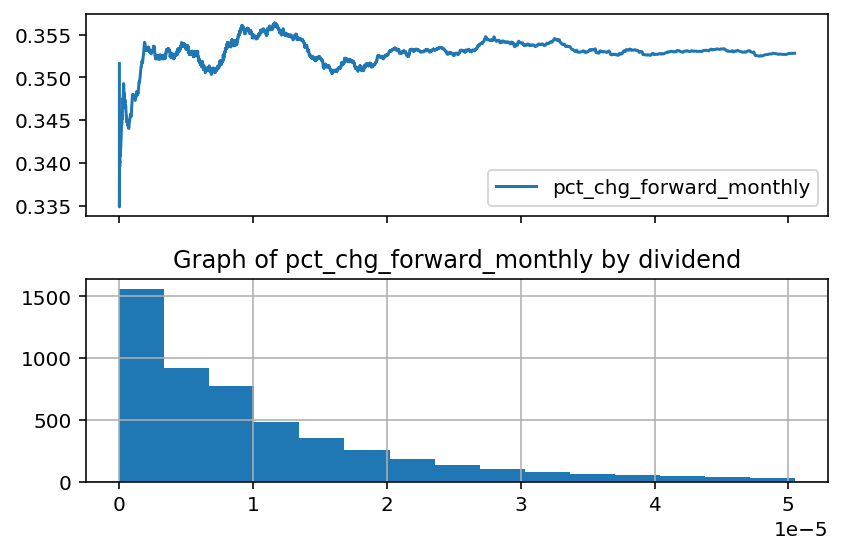 0.355
0.350
0.345
0.340
0.335
pct_chg_forward_monthly
Graph of pct_chg_forward_monthly by dividend
1500
1000
500
0
0 1 2 3 4 5
1e−5